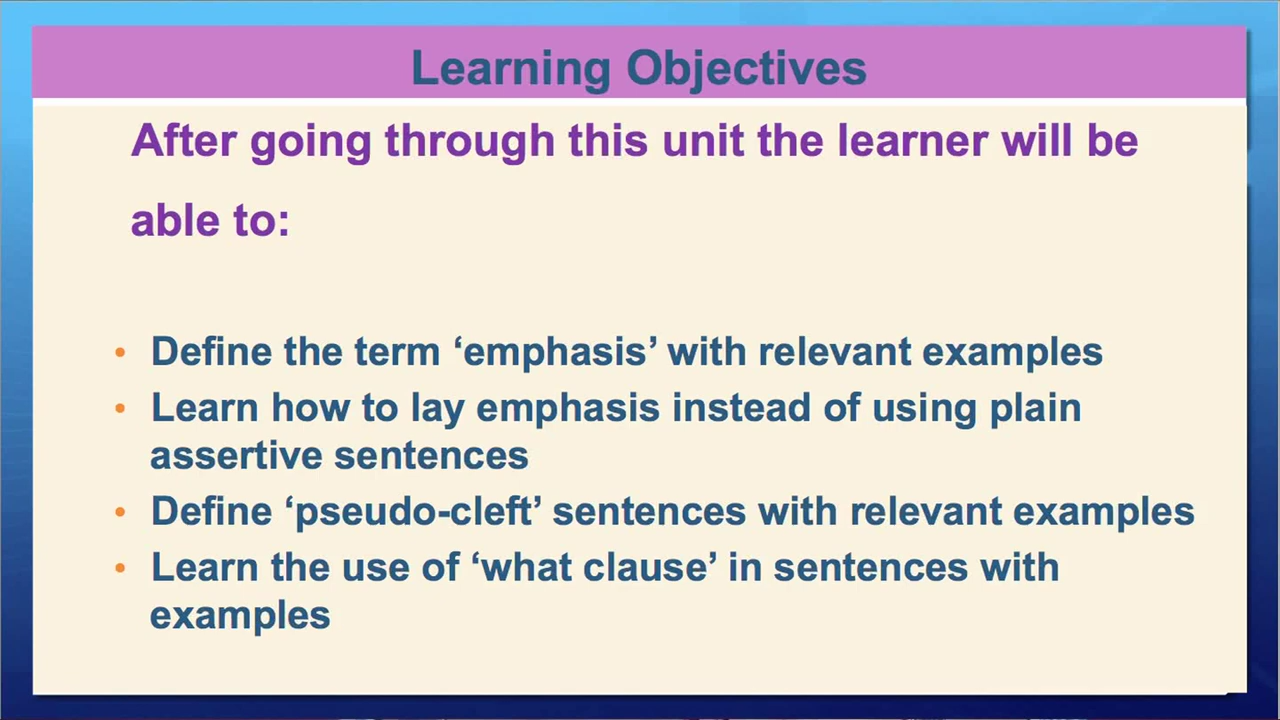 Learning Objectives
After going through this unit the learner will be
able to:
• Define the term ‘emphasis’ with relevant examples
• Learn how to lay emphasis instead of using plain
assertive sentences
• Define ‘pseudo-cleft’ sentences with relevant examples
• Learn the use of ‘what clause’ in sentences with
examples